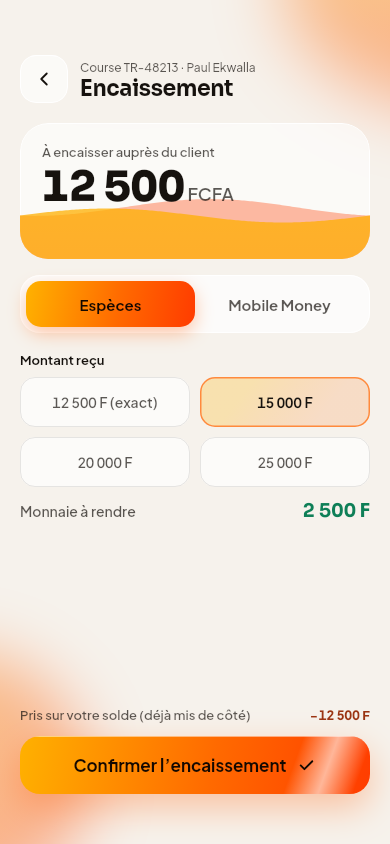 Course TR-48213 · Paul Ekwalla
Encaissement
À encaisser auprès du client
12 500 FCFA
Espèces
Mobile Money
Montant reçu
12 500 F (exact)
15 000 F
20 000 F
25 000 F
Monnaie à rendre
2 500 F
Pris sur votre solde (déjà mis de côté)
−12 500 F
Confirmer l’encaissement